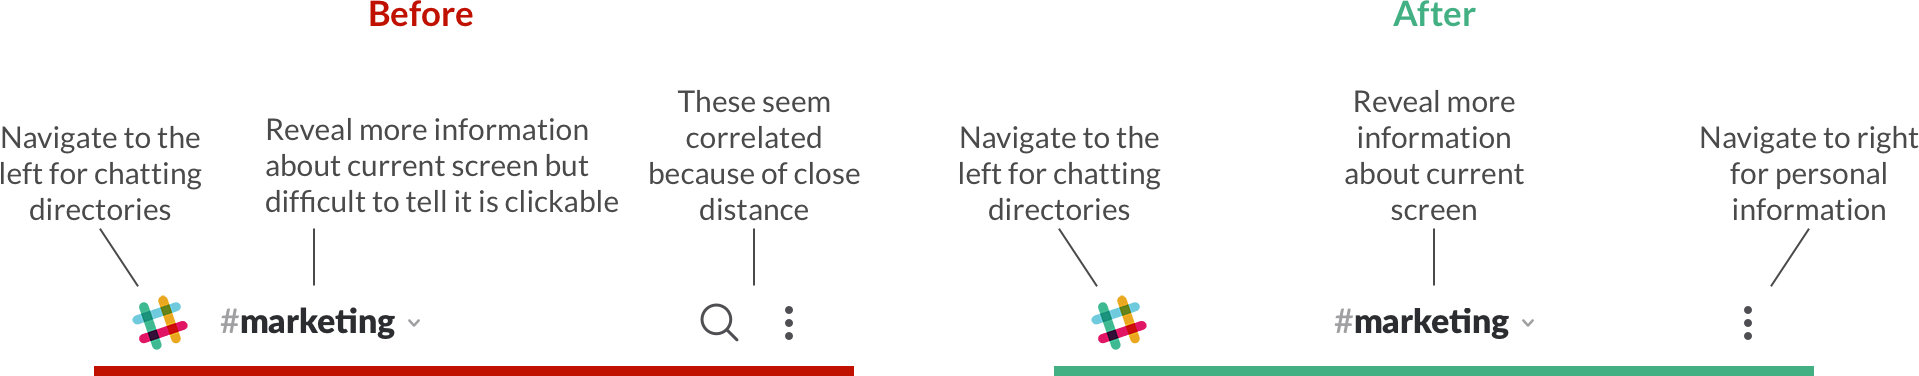 Before
Navigate to the
left for chatting
directories
Reveal more information
about current screen but
difficult to tell it is clickable
These seem
correlated
because of close
distance
#marketing
After
Navigate to the
left for chatting
directories
Reveal more
information
about current
screen
Navigate to right
for personal
information
#marketing